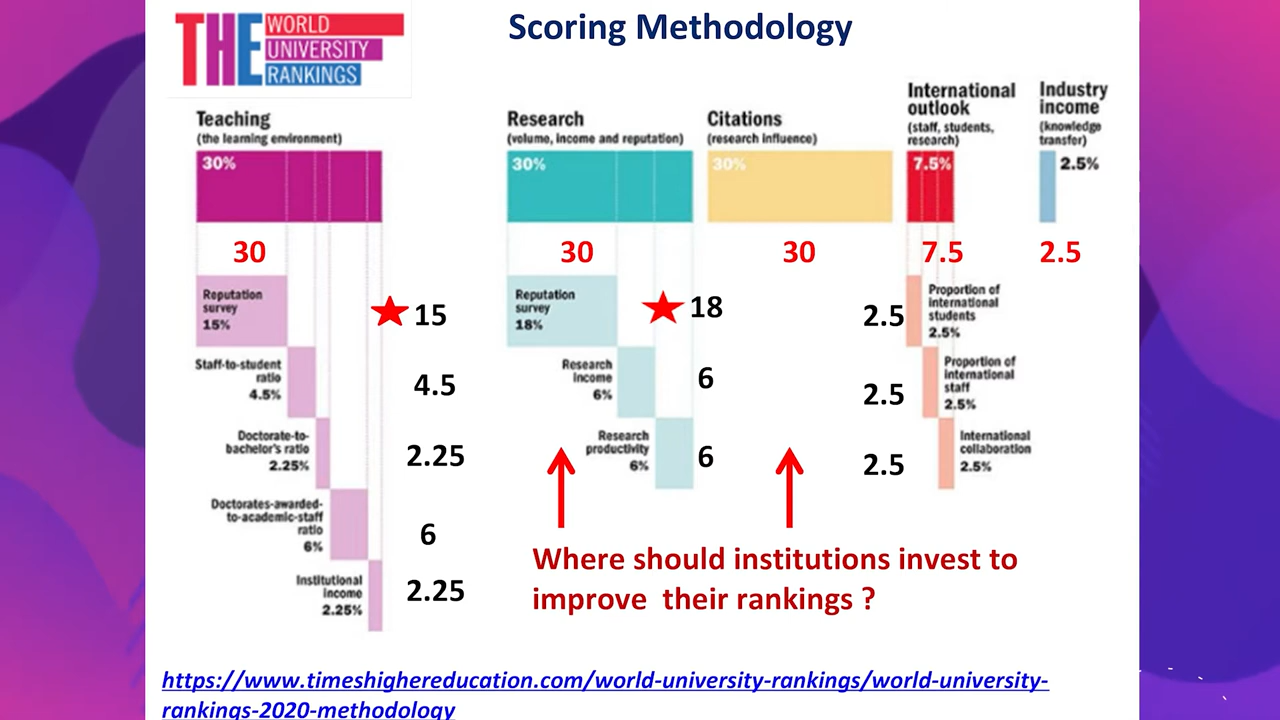 THE WORLD
UNIVERSITY
RANKINGS
Scoring Methodology
Teaching
(the learning environment)
30%
30
Reputation
survey
15%
15
Staff-to-student
ratio
4.5%
4.5
Doctorate-to-
bachelor's ratio
2.25%
2.25
Doctorates-awarded-
to-academic-staff
ratio
6%
6
Institutional
income
2.25%
2.25
Research
(volume, income and reputation)
30%
30
Reputation
survey
18%
18
Research
income
6%
6
Research
productivity
6%
6
Citations
(research influence)
30%
30
International
outlook
(staff, students,
research)
7.5%
7.5
2.5
Proportion of
international
students
2.5%
2.5
Proportion of
international
staff
2.5%
2.5
International
collaboration
2.5%
Industry
income
(knowledge
transfer)
2.5%
2.5
Where should institutions invest to
improve their rankings ?
https://www.timeshighereducation.com/world-university-rankings/world-university-
rankings-2020-methodology